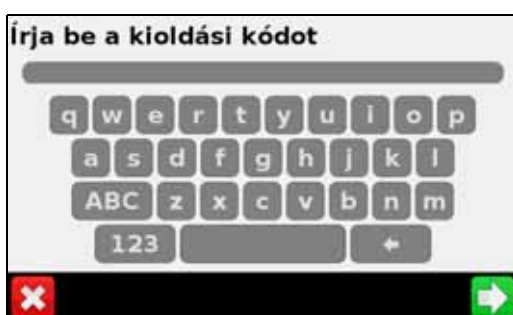 Írja be a kioldási kódot
q w e r t y u i o p
a s d f g h j k l
ABC z x c v b n m
123